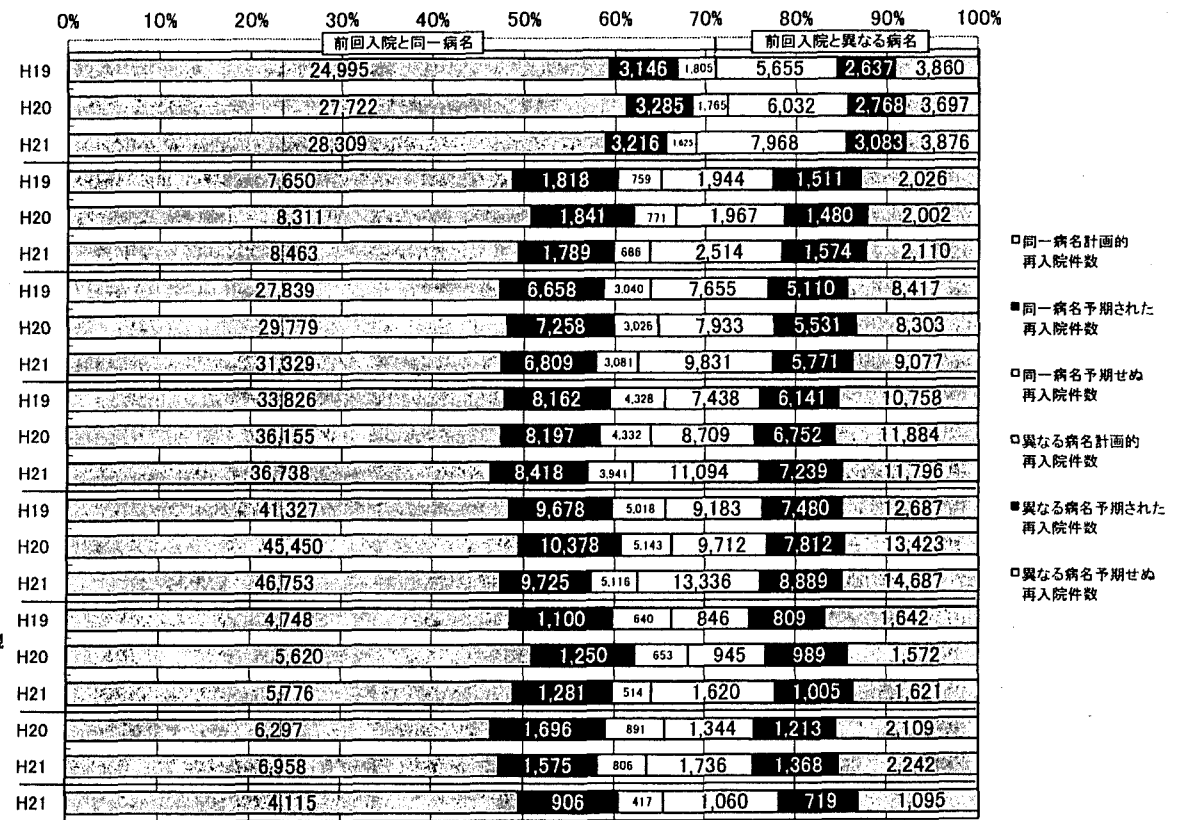 0% 10% 20% 30% 40% 50% 60% 70% 80% 90% 100%
前回入院と同一病名 前回入院と異なる病名
H19 24,995 3,146 1,805 5,655 2,637 3,860
H20 27,722 3,285 1,765 6,032 2,768 3,697
H21 28,309 3,216 1,625 7,968 3,083 3,876
H19 7,650 1,818 759 1,944 1,511 2,026
H20 8,311 1,841 771 1,967 1,480 2,002
H21 8,463 1,789 686 2,514 1,574 2,110
H19 27,839 6,658 3,040 7,655 5,110 8,417
H20 29,779 7,258 3,026 7,933 5,531 8,303
H21 31,329 6,809 3,081 9,831 5,771 9,077
H19 33,826 8,162 4,328 7,438 6,141 10,758
H20 36,155 8,197 4,332 8,709 6,752 11,884
H21 36,738 8,418 3,941 11,094 7,239 11,796
H19 41,327 9,678 5,018 9,183 7,480 12,687
H20 45,450 10,378 5,143 9,712 7,812 13,423
H21 46,753 9,725 5,116 13,336 8,889 14,687
H19 4,748 1,100 640 846 809 1,642
H20 5,620 1,250 653 945 989 1,572
H21 5,776 1,281 514 1,620 1,005 1,621
H20 6,297 1,696 891 1,344 1,213 2,109
H21 6,958 1,575 806 1,736 1,368 2,242
H21 4,115 906 417 1,060 719 1,095
同一病名計画的
再入院件数
同一病名予期された
再入院件数
同一病名予期せぬ
再入院件数
異なる病名計画的
再入院件数
異なる病名予期された
再入院件数
異なる病名予期せぬ
再入院件数